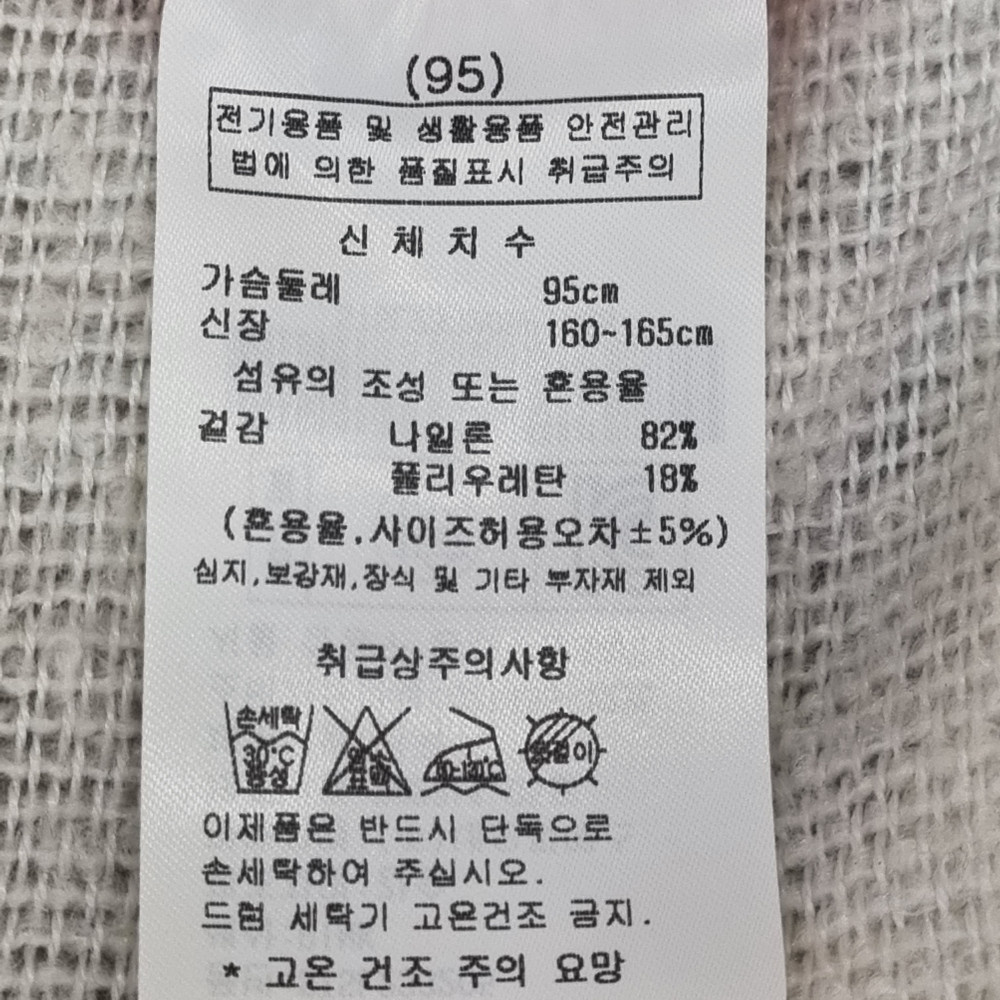 (95)
전기용품 및 생활용품 안전관리
법에 의한 품질표시 취급주의
신 체 치 수
가슴둘레 95cm
신장 160~165cm
섬유의 조성 또는 혼용율
겉감 나일론 82%
폴리우레탄 18%
(혼용율.사이즈허용오차±5%)
심지,보강재,장식 및 기타 부자재 제외
취급상주의사항
손세탁
30℃
중성
염소
표백
옷걸이
이제품은 반드시 단독으로
손세탁하여 주십시오.
드럼 세탁기 고온건조 금지.
* 고온 건조 주의 요망